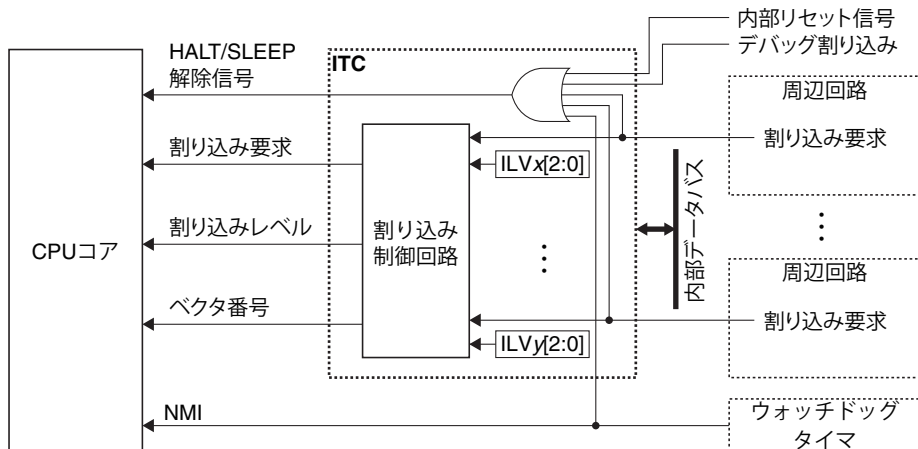 内部リセット信号
デバッグ割り込み
HALT/SLEEP
解除信号
ITC
周辺回路
割り込み要求
割り込み要求
ILVx[2:0]
割り込みレベル
CPUコア
割り込み
制御回路
⋮
内部データバス
⋮
周辺回路
ベクタ番号
割り込み要求
ILVy[2:0]
NMI
ウォッチドッグ
タイマ